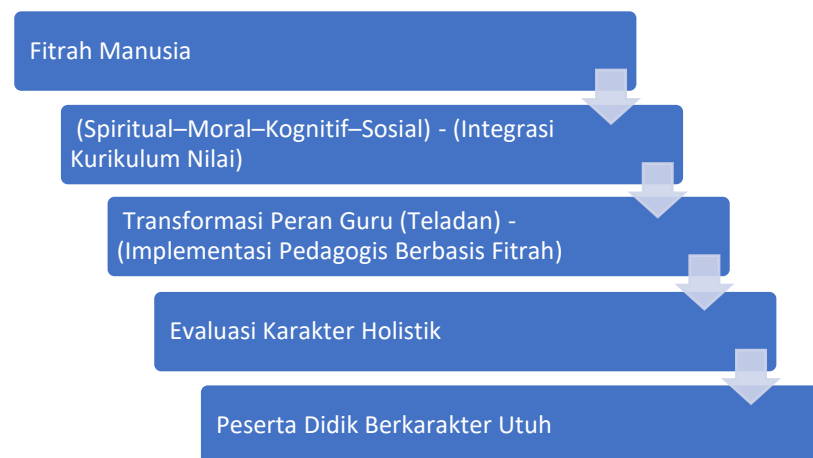 Fitrah Manusia
(Spiritual–Moral–Kognitif–Sosial) - (Integrasi
Kurikulum Nilai)
Transformasi Peran Guru (Teladan) -
(Implementasi Pedagogis Berbasis Fitrah)
Evaluasi Karakter Holistik
Peserta Didik Berkarakter Utuh